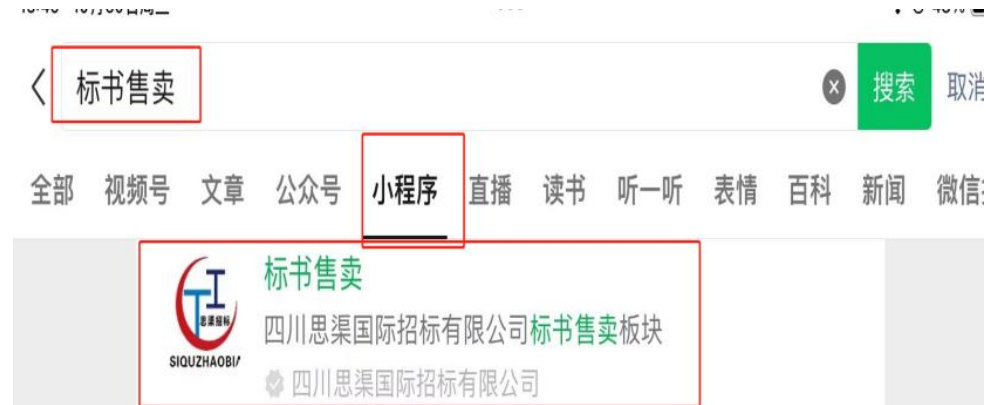 标书售卖
搜索
取消
全部 视频号 文章 公众号 小程序 直播 读书 听一听 表情 百科 新闻 微信
标书售卖
四川思渠国际招标有限公司标书售卖板块
四川思渠国际招标有限公司
思渠招标
SIQUZHAOBI